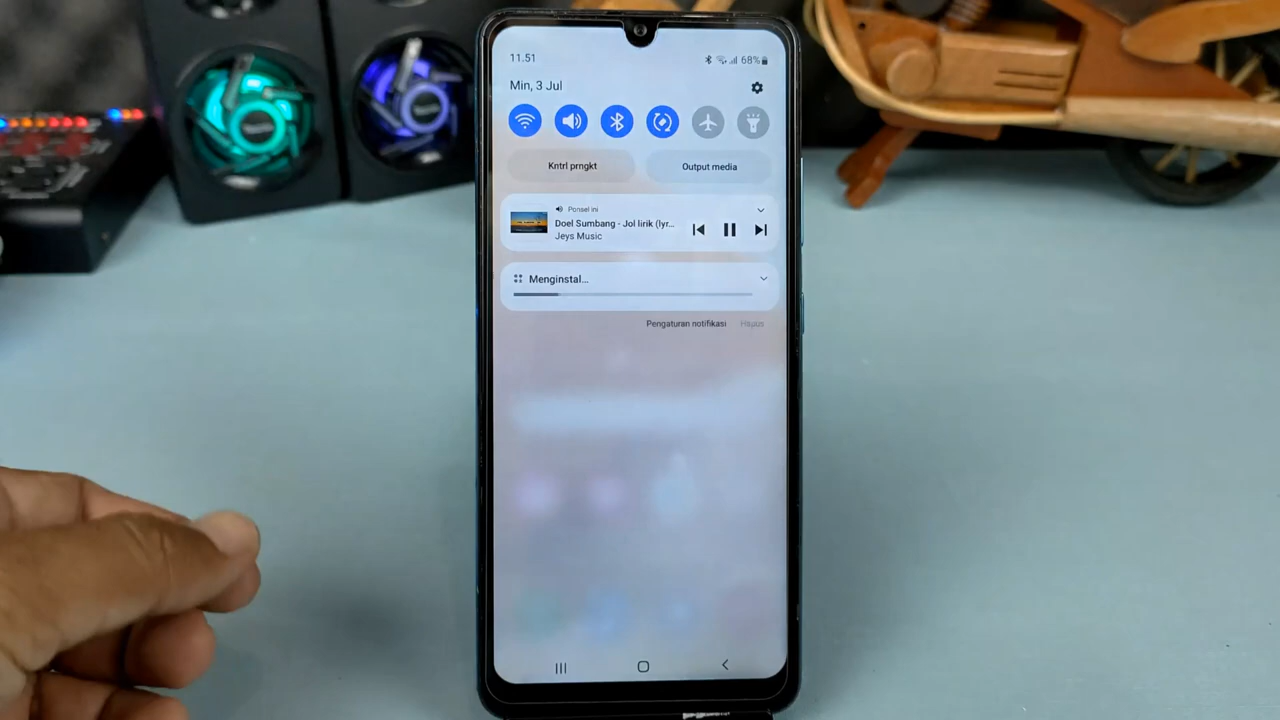 11.51
68%
Min, 3 Jul
Kntrl prngkt
Output media
Ponsel ini
Doel Sumbang - Jol lirik (lyr...
Jeys Music
Menginstal...
Pengaturan notifikasi
Hapus